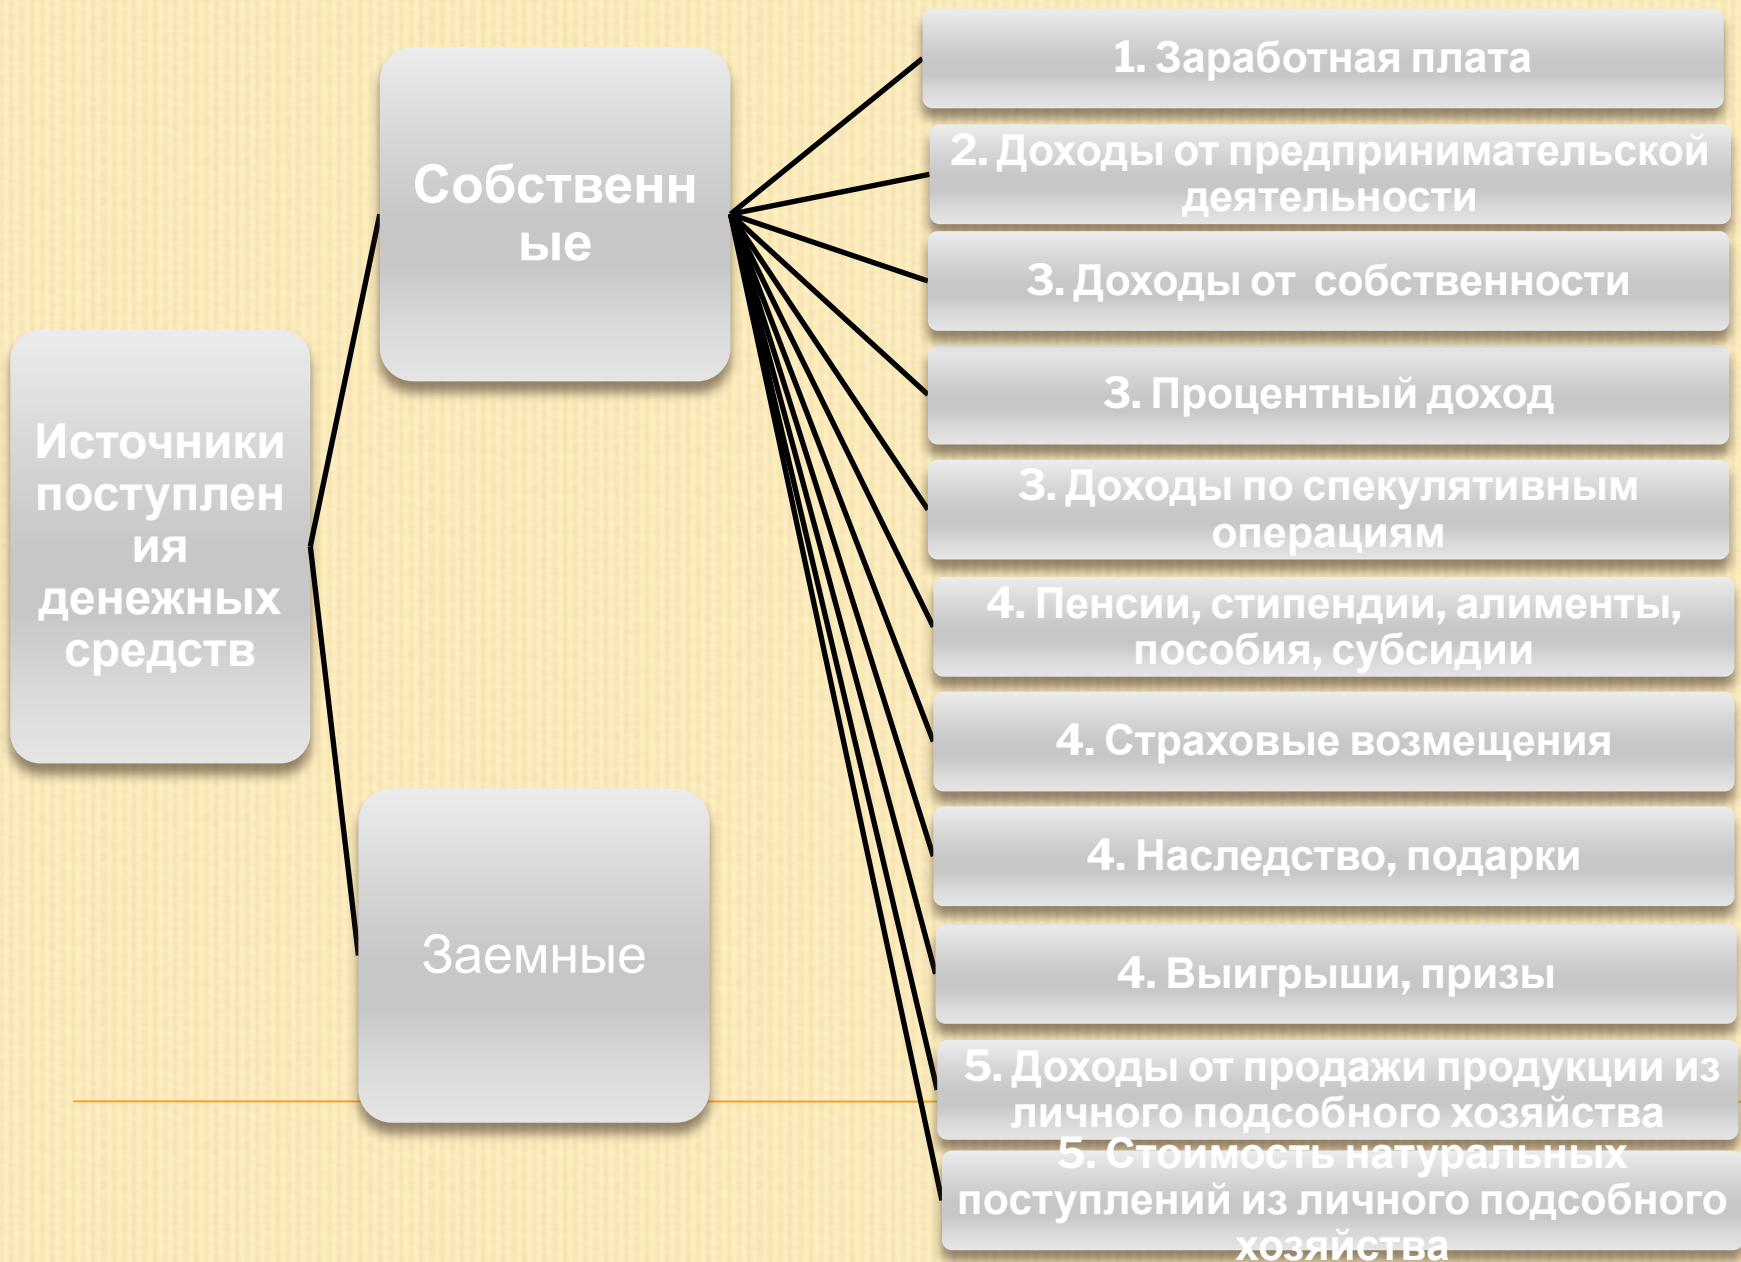 Источники
поступлен
ия
денежных
средств
Собственн
ые
Заемные
1. Заработная плата
2. Доходы от предпринимательской
деятельности
3. Доходы от собственности
3. Процентный доход
3. Доходы по спекулятивным
операциям
4. Пенсии, стипендии, алименты,
пособия, субсидии
4. Страховые возмещения
4. Наследство, подарки
4. Выигрыши, призы
5. Доходы от продажи продукции из
личного подсобного хозяйства
5. Стоимость натуральных
поступлений из личного подсобного
хозяйства